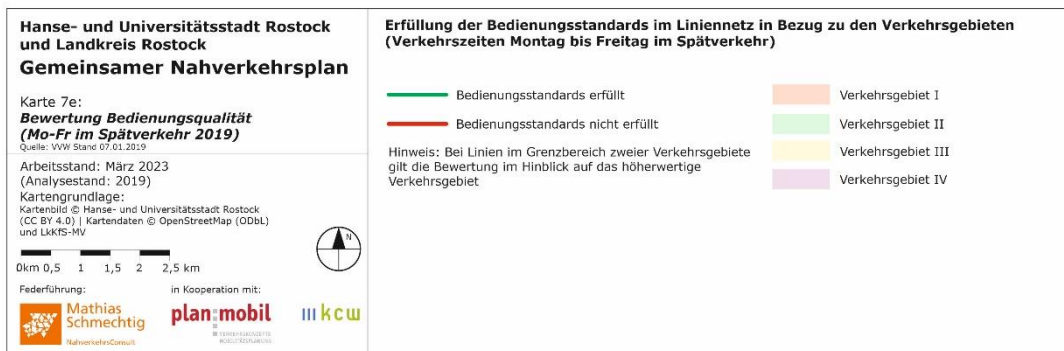 Hanse- und Universitätsstadt Rostock
und Landkreis Rostock
Gemeinsamer Nahverkehrsplan
Karte 7e:
Bewertung Bedienungsqualität
(Mo-Fr im Spätverkehr 2019)
Quelle: VVW Stand 07.01.2019
Arbeitsstand: März 2023
(Analysestand: 2019)
Kartengrundlage:
Kartenbild © Hanse- und Universitätsstadt Rostock
(CC BY 4.0) | Kartendaten © OpenStreetMap (ODbL)
und LkKfS-MV
N
0km 0,5 1 1,5 2 2,5 km
Federführung: in Kooperation mit:
Mathias
Schmechtig
NahverkehrsConsult
plan:mobil
VERKEHRSKONZEPTE
MOBILITÄTSPLANUNG
kcw
Erfüllung der Bedienungsstandards im Liniennetz in Bezug zu den Verkehrsgebieten
(Verkehrszeiten Montag bis Freitag im Spätverkehr)
Bedienungsstandards erfüllt
Bedienungsstandards nicht erfüllt
Hinweis: Bei Linien im Grenzbereich zweier Verkehrsgebiete
gilt die Bewertung im Hinblick auf das höherwertige
Verkehrsgebiet
Verkehrsgebiet I
Verkehrsgebiet II
Verkehrsgebiet III
Verkehrsgebiet IV